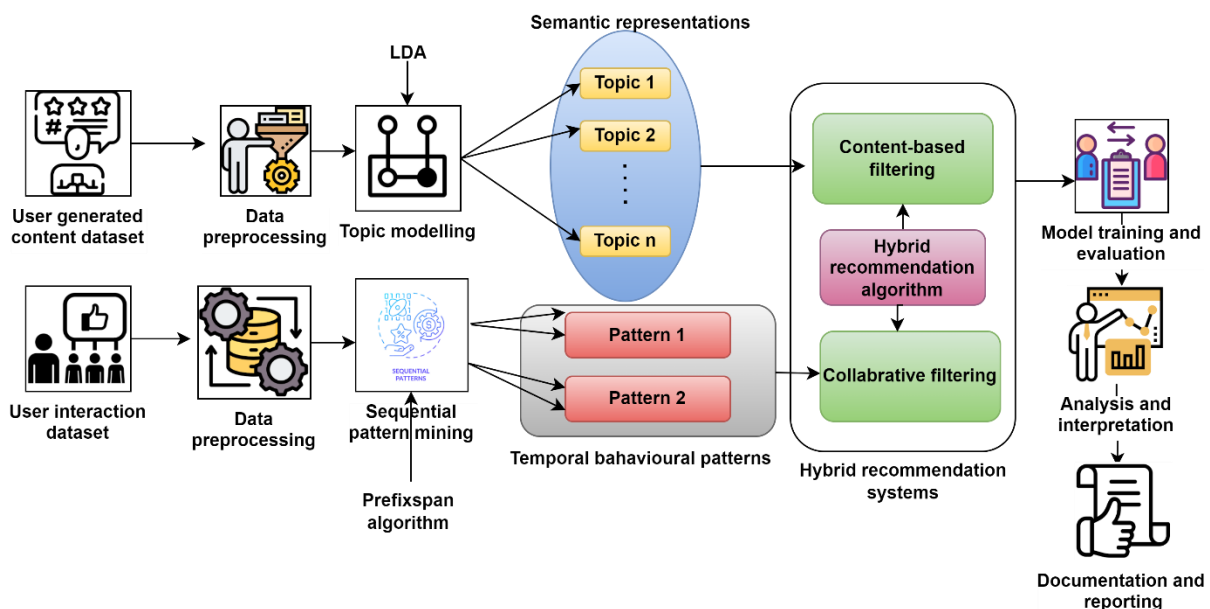 Semantic representations
LDA
Topic 1
Topic 2
Topic n
#
User generated
content dataset
Data
preprocessing
Topic modelling
Content-based
filtering
Hybrid
recommendation
algorithm
Collabrative filtering
Hybrid recommendation
systems
Model training and
evaluation
Pattern 1
Pattern 2
Temporal bahavioural patterns
SEQUENTIAL
PATTERNS
User interaction
dataset
Data
preprocessing
Sequential
pattern mining
Prefixspan
algorithm
Analysis and
interpretation
Documentation and
reporting